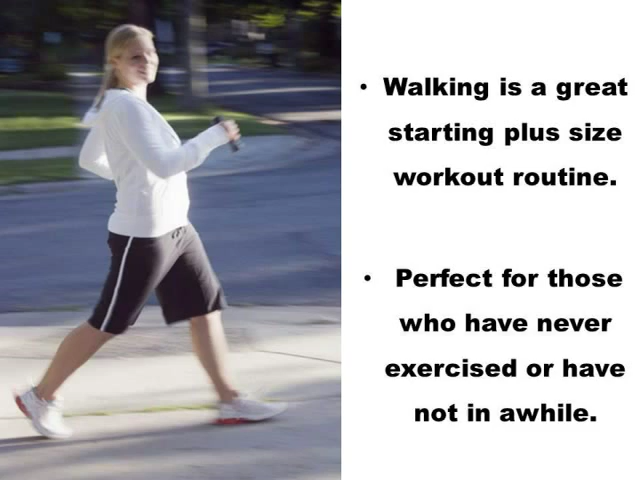 • Walking is a great
starting plus size
workout routine.
• Perfect for those
who have never
exercised or have
not in awhile.